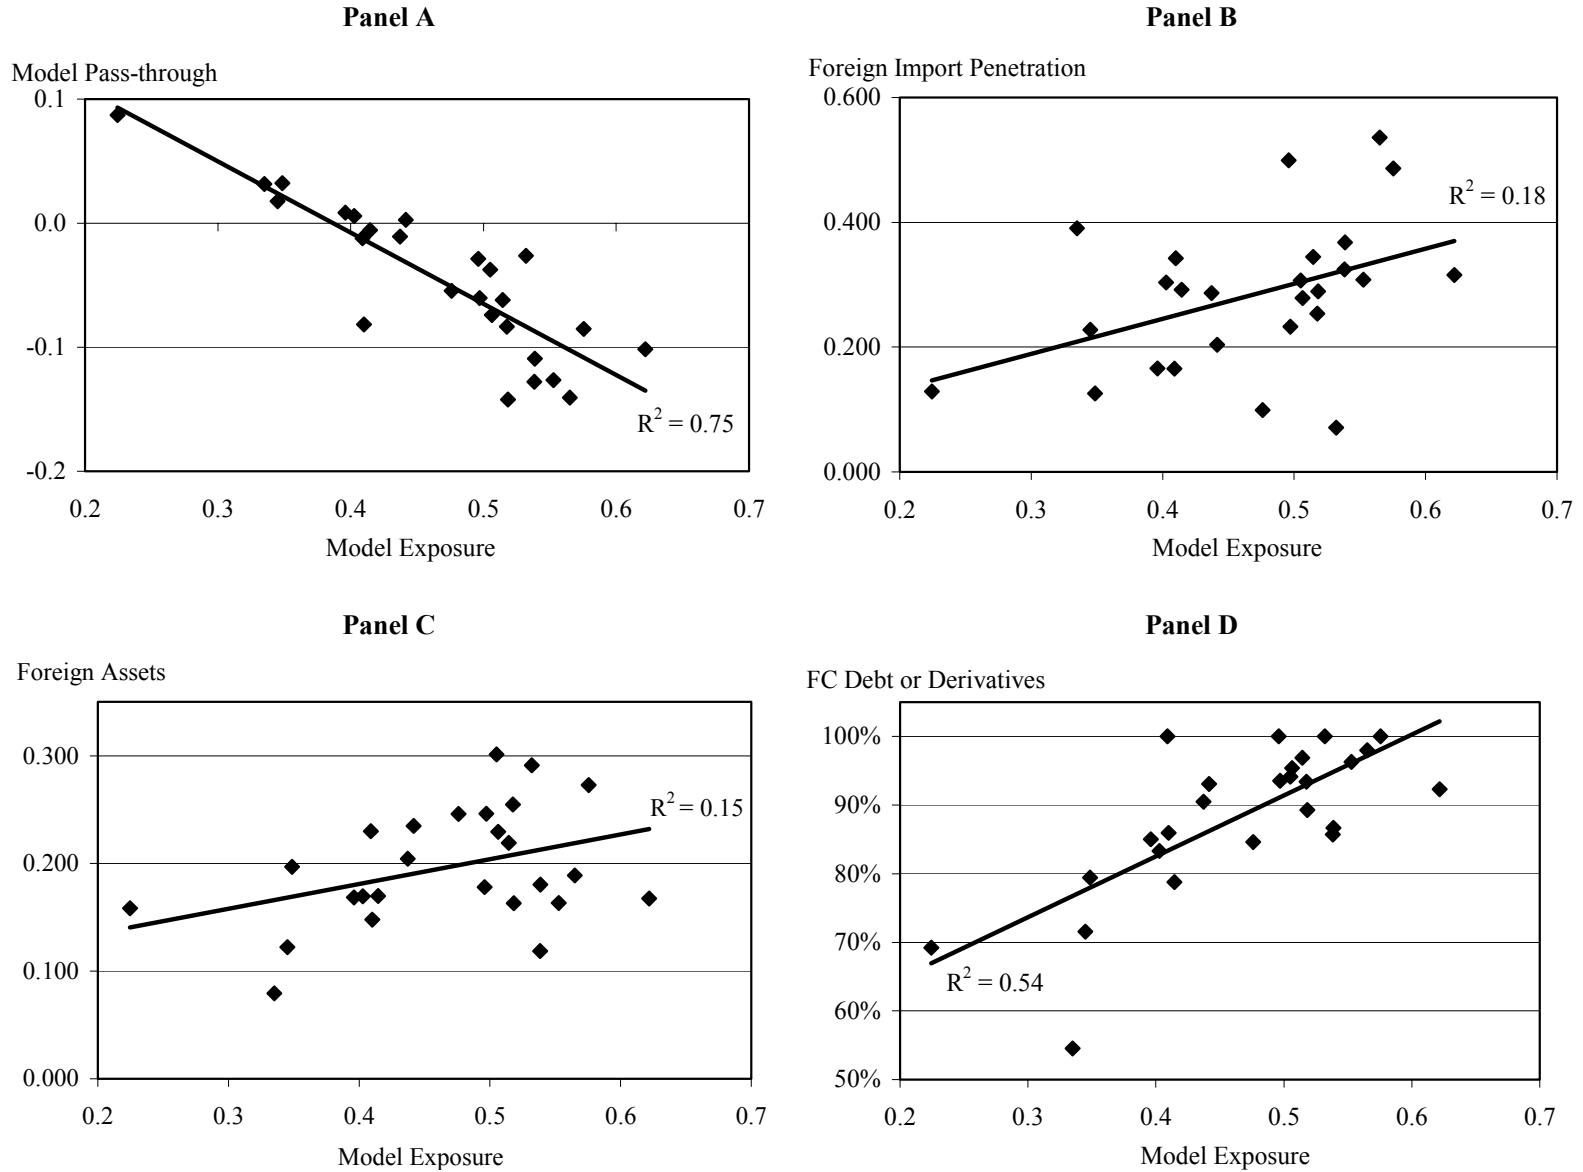 Panel A
Model Pass-through
0.1
0.0
-0.1
-0.2
R² = 0.75
0.2 0.3 0.4 0.5 0.6 0.7
Model Exposure
Panel B
Foreign Import Penetration
0.600
0.400
0.200
0.000
R² = 0.18
0.2 0.3 0.4 0.5 0.6 0.7
Model Exposure
Panel C
Foreign Assets
0.300
0.200
0.100
0.000
R² = 0.15
0.2 0.3 0.4 0.5 0.6 0.7
Model Exposure
Panel D
FC Debt or Derivatives
100%
90%
80%
70%
60%
50%
R² = 0.54
0.2 0.3 0.4 0.5 0.6 0.7
Model Exposure